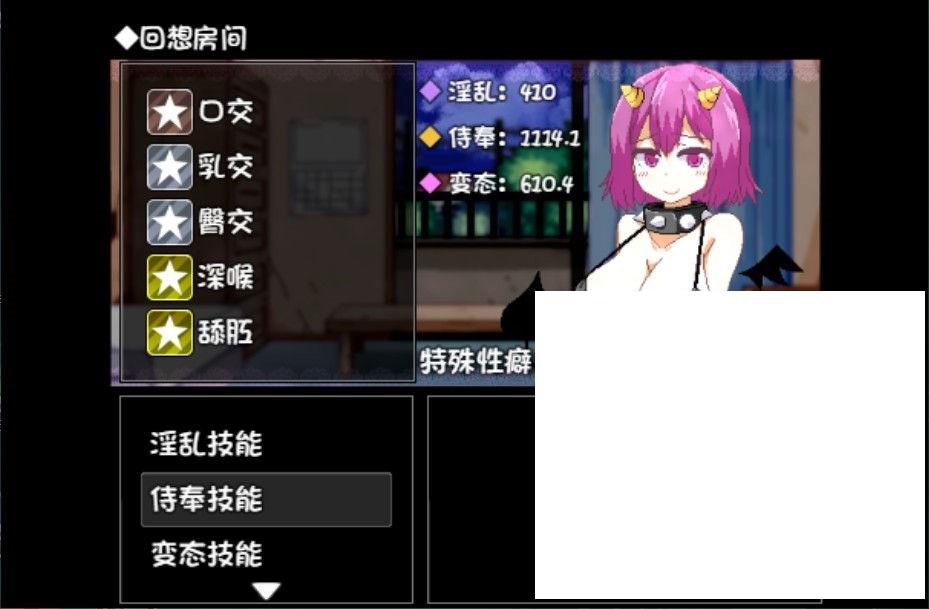 ◆回想房间
口交
乳交
臀交
深喉
舔肛
淫乱：410
侍奉：1114.1
变态：610.4
特殊性癖
淫乱技能
侍奉技能
变态技能